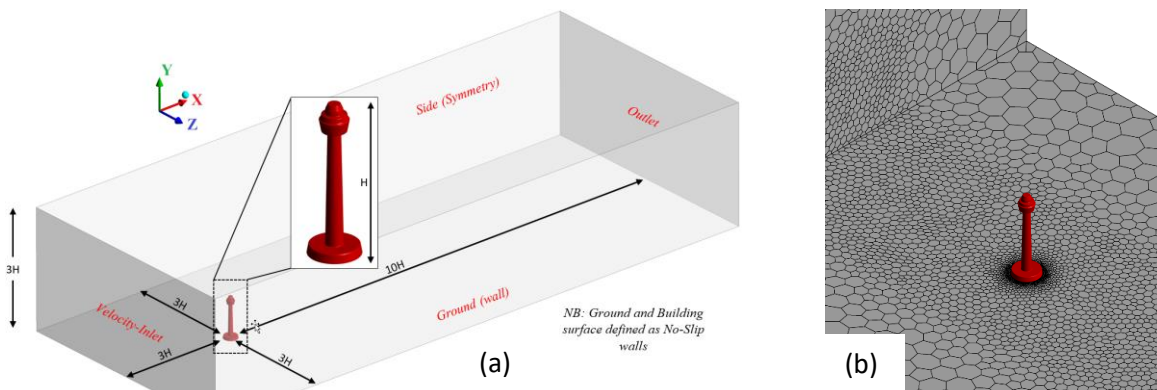 Y
X
Z
Side (Symmetry)
Outlet
H
3H
10H
3H
Velocity-Inlet
Ground (wall)
3H
3H
NB: Ground and Building
surface defined as No-Slip
walls
(a)
(b)